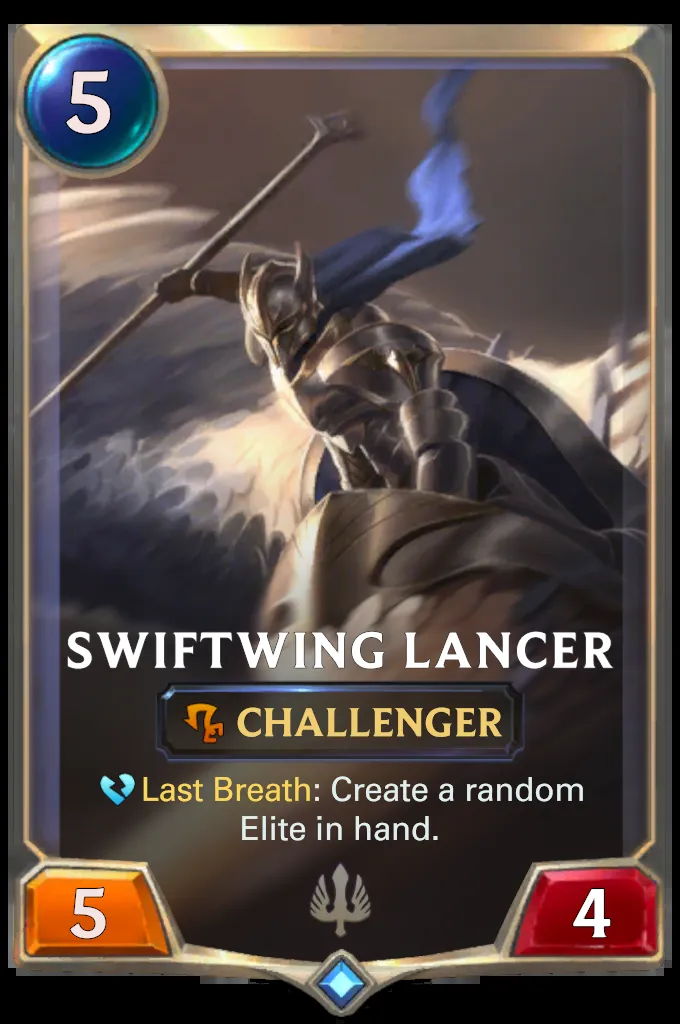 5
SWIFTWING LANCER
CHALLENGER
Last Breath: Create a random
Elite in hand.
5 4